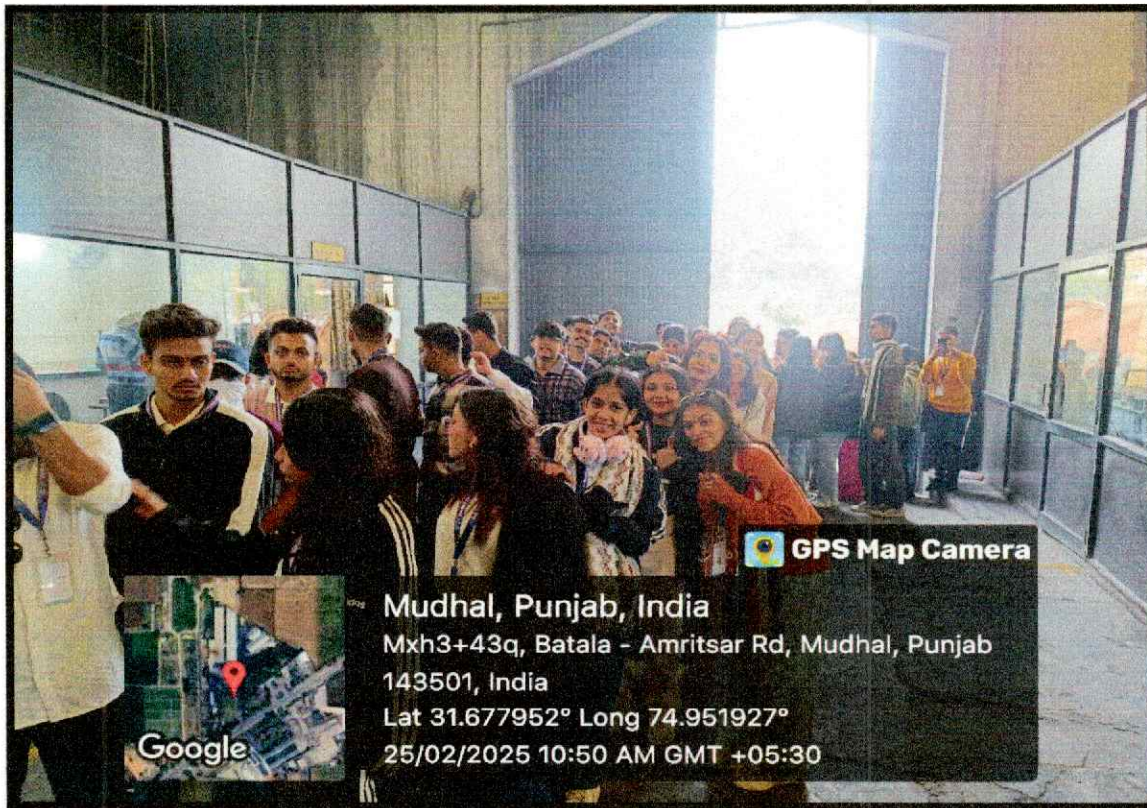 GPS Map Camera
Mudhal, Punjab, India
Mxh3+43q, Batala - Amritsar Rd, Mudhal, Punjab
143501, India
Lat 31.677952° Long 74.951927°
25/02/2025 10:50 AM GMT +05:30
Google